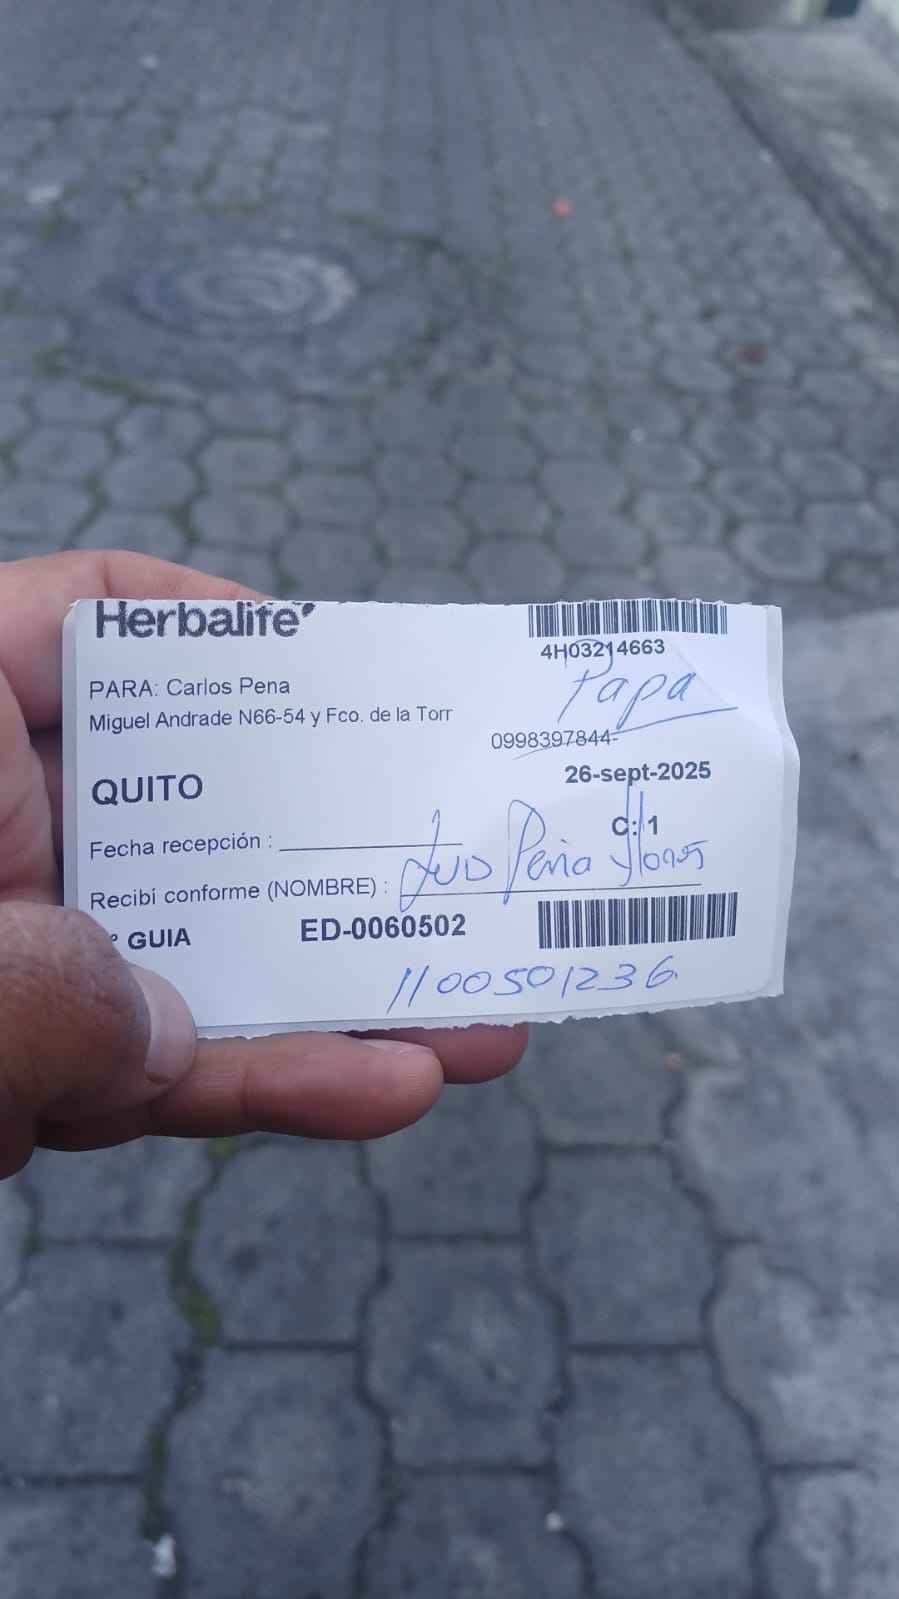 Herbalife
4H03214663
PARA: Carlos Pena
Papa
Miguel Andrade N66-54 y Fco. de la Torr
0998397844-
QUITO
26-sept-2025
C: 1
Fecha recepción :
Recibí conforme (NOMBRE) : Peña
° GUIA ED-0060502
1100501236